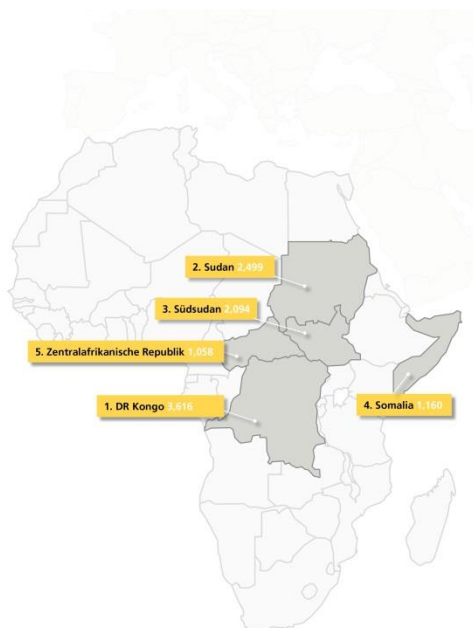 2. Sudan 2,499
3. Südsudan 2,094
5. Zentralafrikanische Republik 1,058
1. DR Kongo 3,616
4. Somalia 1,160